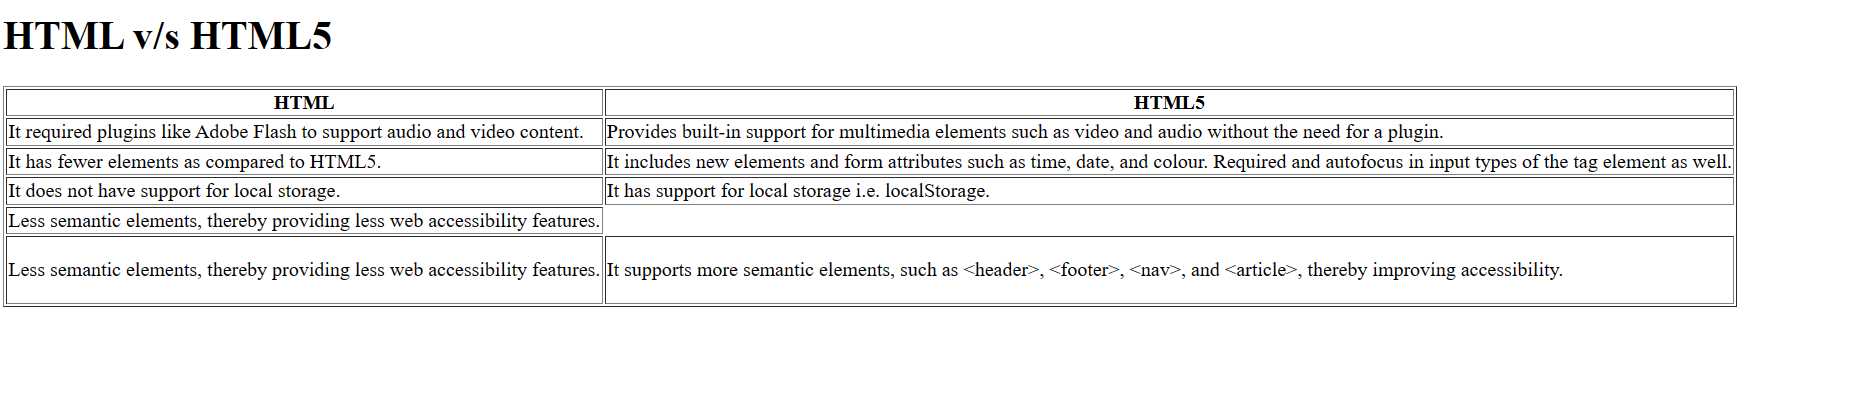 HTML v/s HTML5
HTML HTML5
It required plugins like Adobe Flash to support audio and video content. Provides built-in support for multimedia elements such as video and audio without the need for a plugin.
It has fewer elements as compared to HTML5. It includes new elements and form attributes such as time, date, and colour. Required and autofocus in input types of the tag element as well.
It does not have support for local storage. It has support for local storage i.e. localStorage.
Less semantic elements, thereby providing less web accessibility features.
Less semantic elements, thereby providing less web accessibility features. It supports more semantic elements, such as <header>, <footer>, <nav>, and <article>, thereby improving accessibility.